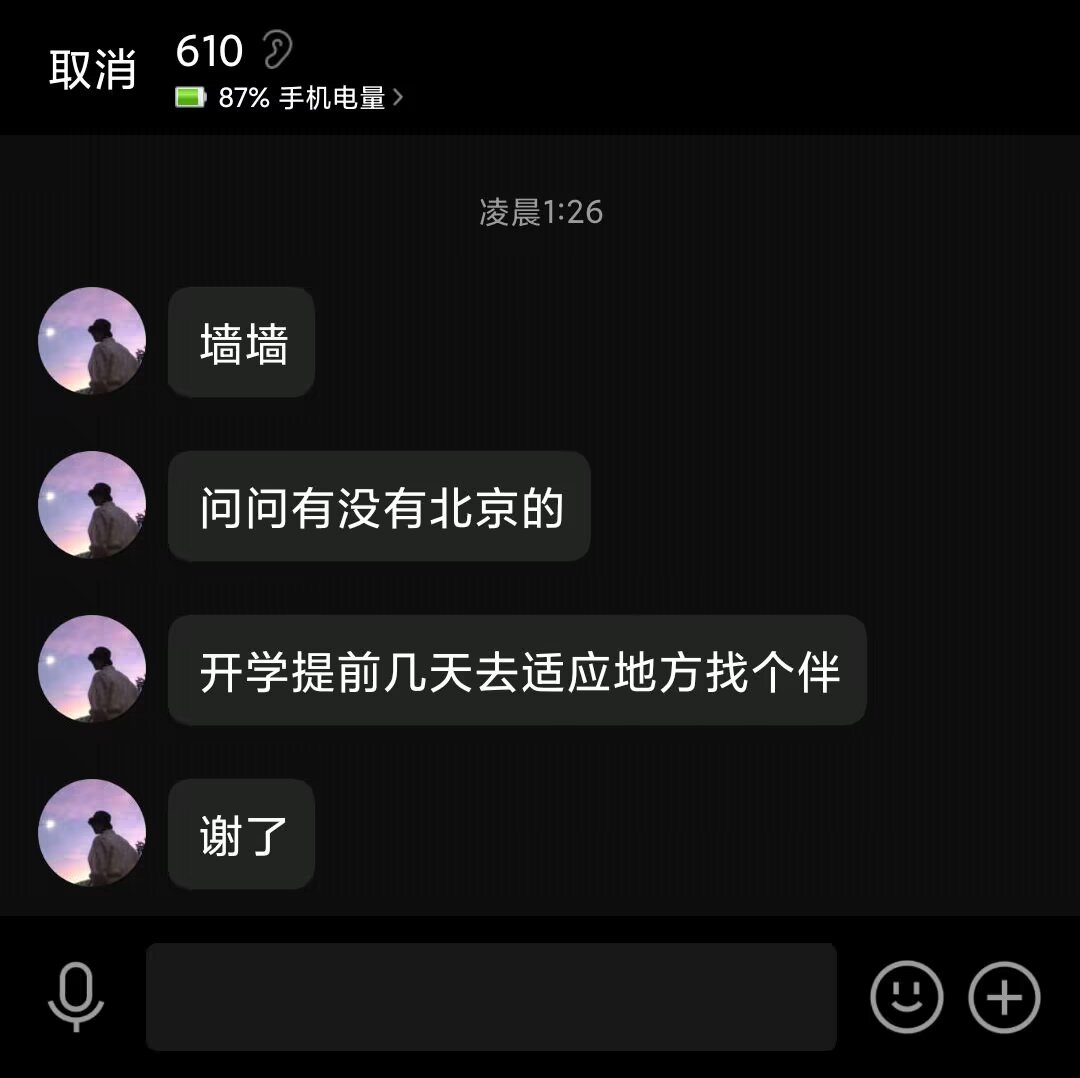 取消
610
87% 手机电量
凌晨1:26
墙墙
问问有没有北京的
开学提前几天去适应地方找个伴
谢了